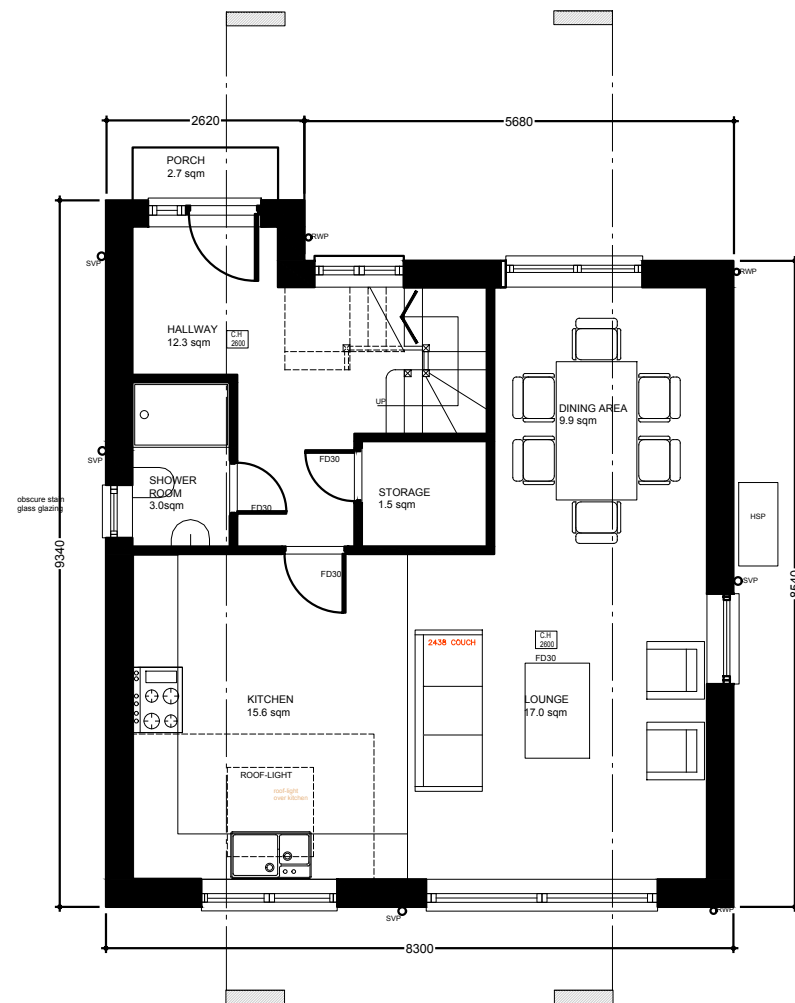 2620
5680
PORCH
2.7 sqm
RWP
SVP
RWP
HALLWAY
12.3 sqm
C.H
2600
UP
DINING AREA
9.9 sqm
SVP
FD30
SHOWER
ROOM
3.0sqm
STORAGE
1.5 sqm
obscure stain
glass glazing
FD30
HSP
9340
8540
FD30
SVP
2438 COUCH
C.H
2600
FD30
KITCHEN
15.6 sqm
LOUNGE
17.0 sqm
ROOF-LIGHT
roof-light
over kitchen
SVP
RWP
8300